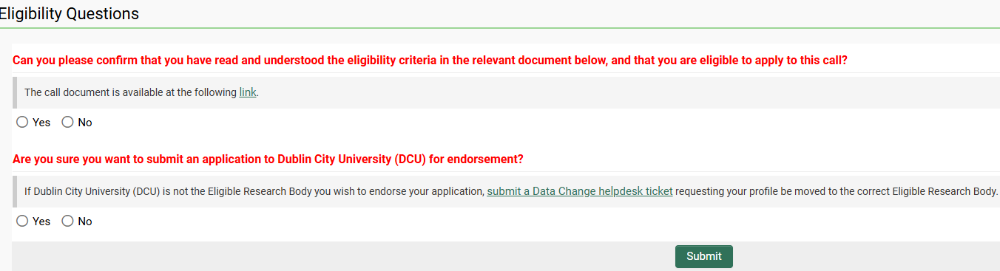 Eligibility Questions
Can you please confirm that you have read and understood the eligibility criteria in the relevant document below, and that you are eligible to apply to this call?
The call document is available at the following link.
Yes No
Are you sure you want to submit an application to Dublin City University (DCU) for endorsement?
If Dublin City University (DCU) is not the Eligible Research Body you wish to endorse your application, submit a Data Change helpdesk ticket requesting your profile be moved to the correct Eligible Research Body.
Yes No
Submit